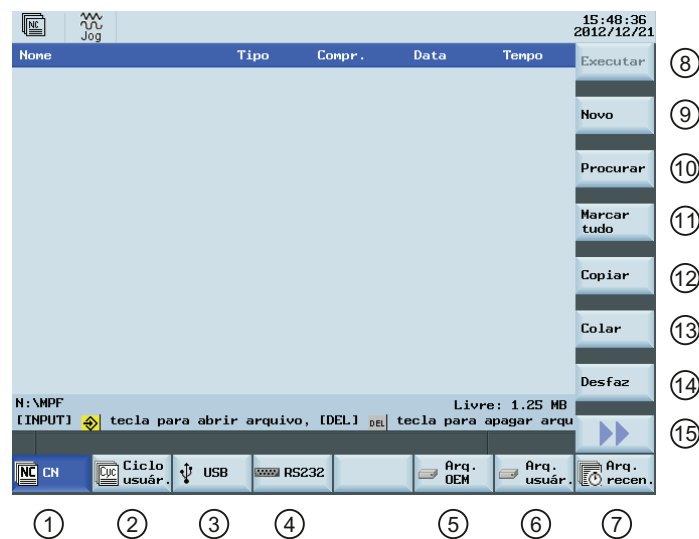 NC
Jog
15:48:36
2012/12/21
Nome Tipo Compr. Data Tempo
Executar
8
Novo
9
Procurar
10
Marcar
tudo
11
Copiar
12
Colar
13
Desfaz
14
N:\MPF Livre: 1.25 MB
[INPUT] tecla para abrir arquivo, [DEL] DEL tecla para apagar arqu
15
NC CN
Cyc Ciclo
usuár.
USB
RS232
Arq.
OEM
Arq.
usuár.
Arq.
recen.
1 2 3 4 5 6 7